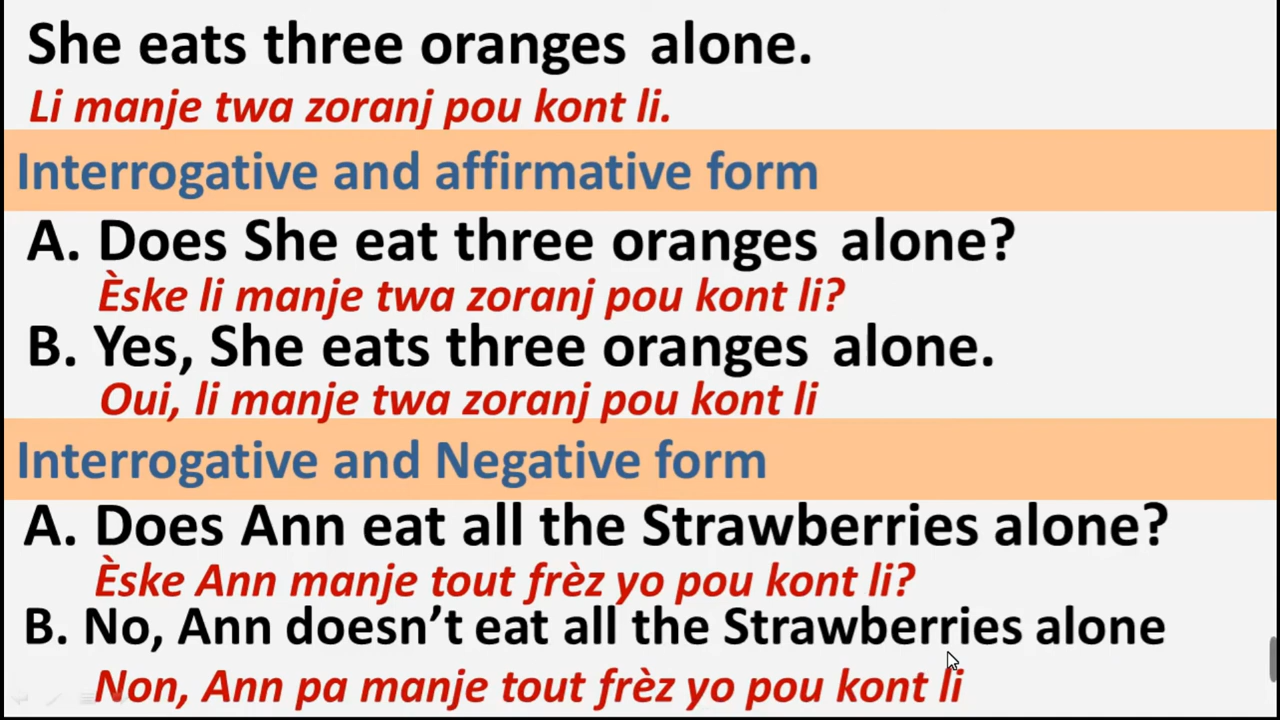 She eats three oranges alone.
Li manje twa zoranj pou kont li.
Interrogative and affirmative form
A. Does She eat three oranges alone?
Èske li manje twa zoranj pou kont li?
B. Yes, She eats three oranges alone.
Oui, li manje twa zoranj pou kont li
Interrogative and Negative form
A. Does Ann eat all the Strawberries alone?
Èske Ann manje tout frèz yo pou kont li?
B. No, Ann doesn’t eat all the Strawberries alone
Non, Ann pa manje tout frèz yo pou kont li